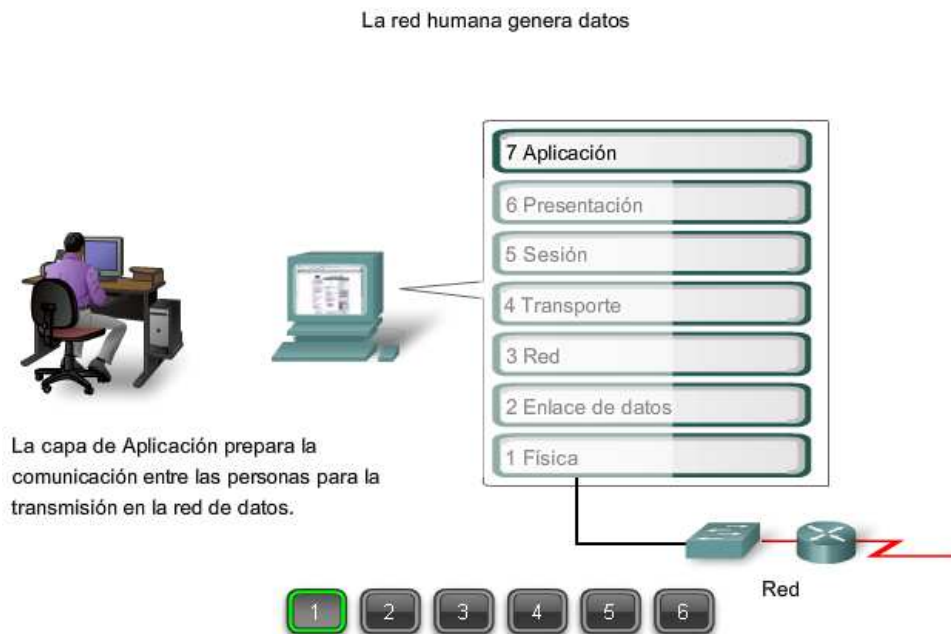 La red humana genera datos
7 Aplicación
6 Presentación
5 Sesión
4 Transporte
3 Red
2 Enlace de datos
1 Física
La capa de Aplicación prepara la
comunicación entre las personas para la
transmisión en la red de datos.
Red
1 2 3 4 5 6